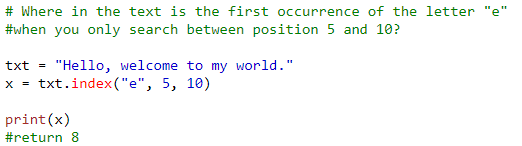 # Where in the text is the first occurrence of the letter "e"
#when you only search between position 5 and 10?
txt = "Hello, welcome to my world."
x = txt.index("e", 5, 10)
print(x)
#return 8